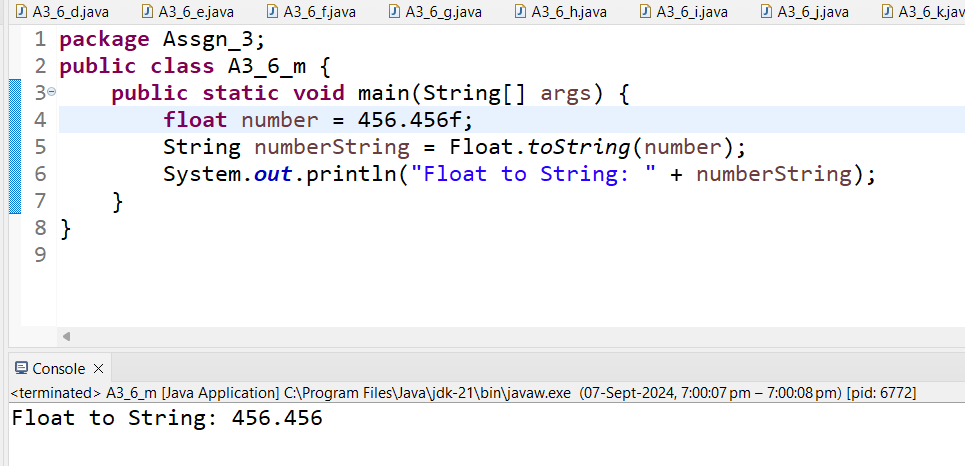 A3_6_d.java A3_6_e.java A3_6_f.java A3_6_g.java A3_6_h.java A3_6_i.java A3_6_j.java A3_6_k.jav
1 package Assgn_3;
2 public class A3_6_m {
3 public static void main(String[] args) {
4 float number = 456.456f;
5 String numberString = Float.toString(number);
6 System.out.println("Float to String: " + numberString);
7 }
8 }
9
Console
<terminated> A3_6_m [Java Application] C:\Program Files\Java\jdk-21\bin\javaw.exe (07-Sept-2024, 7:00:07 pm – 7:00:08 pm) [pid: 6772]
Float to String: 456.456